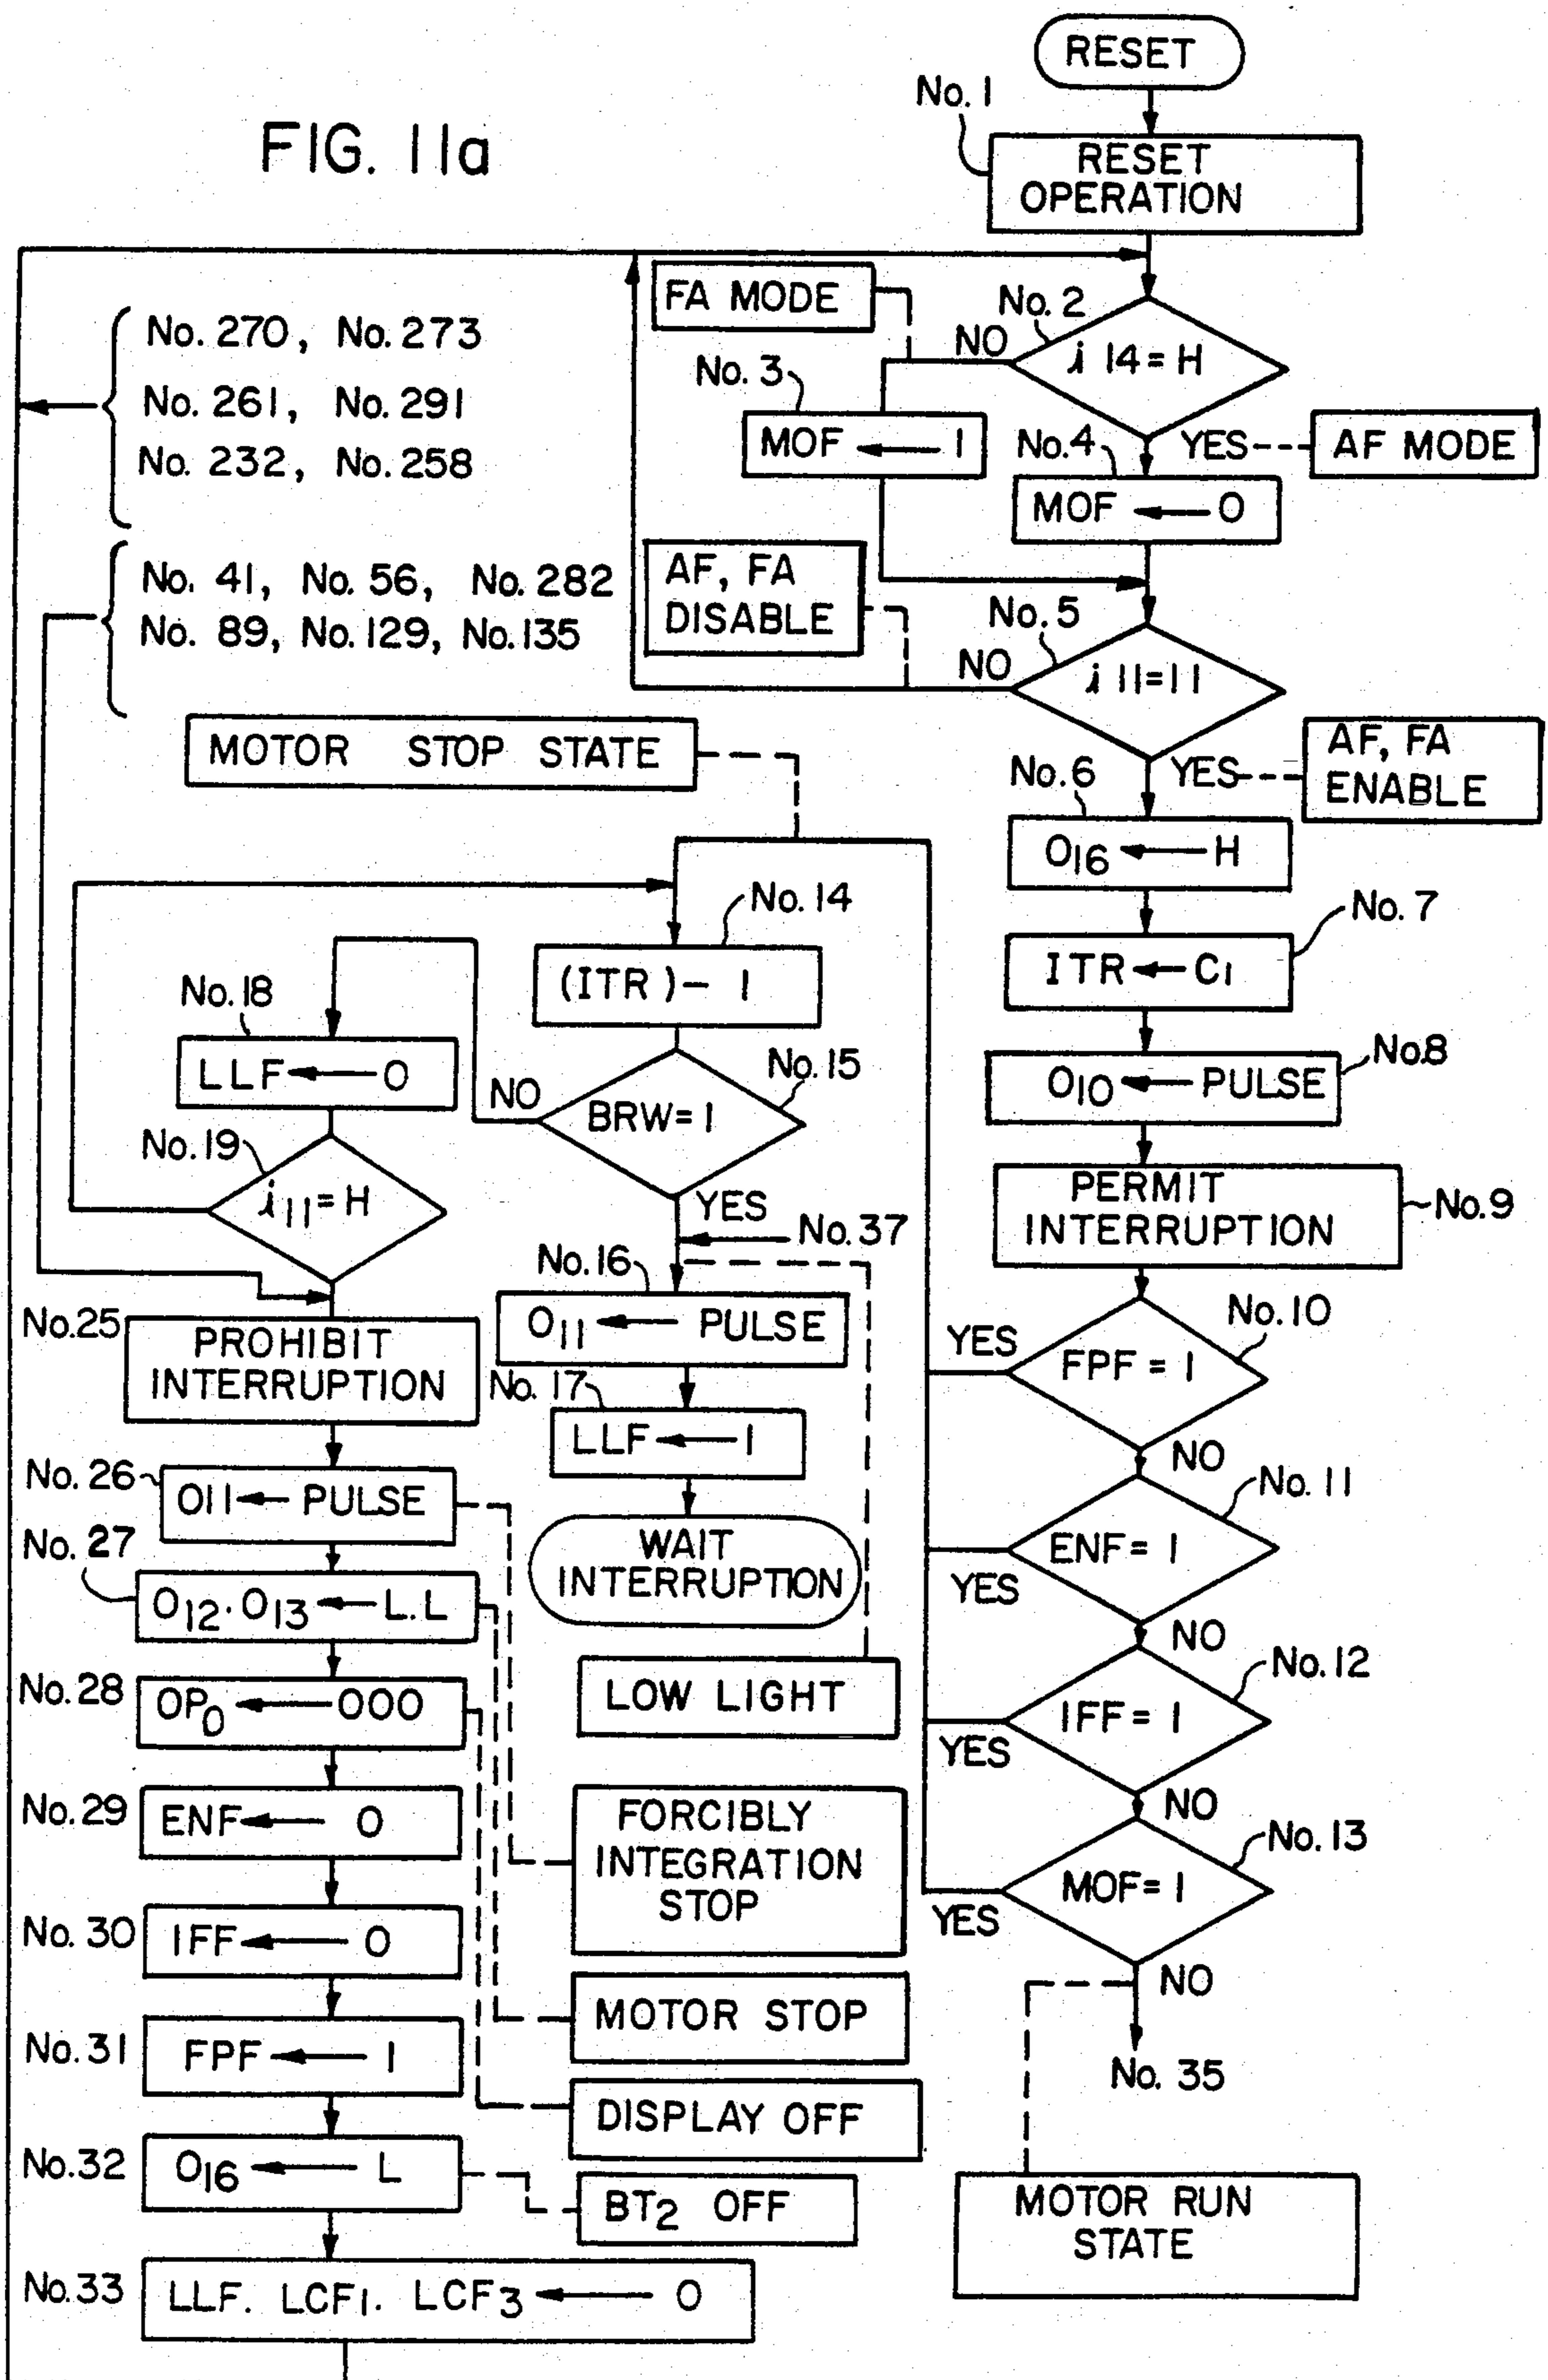 FIG. 11a
RESET
No. 1
RESET
OPERATION
FA MODE
No. 2
NO
i 14 = H
No. 3
MOF ← 1
No. 4
YES
AF MODE
MOF ← 0
No. 270, No. 273
No. 261, No. 291
No. 232, No. 258
No. 41, No. 56, No. 282
No. 89, No. 129, No. 135
AF, FA
DISABLE
No. 5
NO
i 11 = 11
YES
AF, FA
ENABLE
MOTOR STOP STATE
No. 6
O16 ← H
No. 7
ITR ← C1
No.8
O10 ← PULSE
PERMIT
INTERRUPTION
No.9
No. 10
YES
FPF = 1
NO
No. 11
ENF = 1
YES
NO
No. 12
IFF = 1
YES
NO
No. 13
MOF = 1
YES
NO
No. 35
MOTOR RUN
STATE
No. 14
(ITR) - 1
No. 15
NO
BRW = 1
YES
No. 37
No. 16
O11 ← PULSE
No. 17
LLF ← 1
WAIT
INTERRUPTION
LOW LIGHT
No. 18
LLF ← 0
No. 19
i11 = H
No.25
PROHIBIT
INTERRUPTION
No. 26
O11 ← PULSE
No. 27
O12 · O13 ← L.L
No. 28
OP0 ← 000
No. 29
ENF ← 0
FORCIBLY
INTEGRATION
STOP
No. 30
IFF ← 0
MOTOR STOP
No. 31
FPF ← 1
DISPLAY OFF
No.32
O16 ← L
BT2 OFF
No.33
LLF. LCF1. LCF3 ← 0